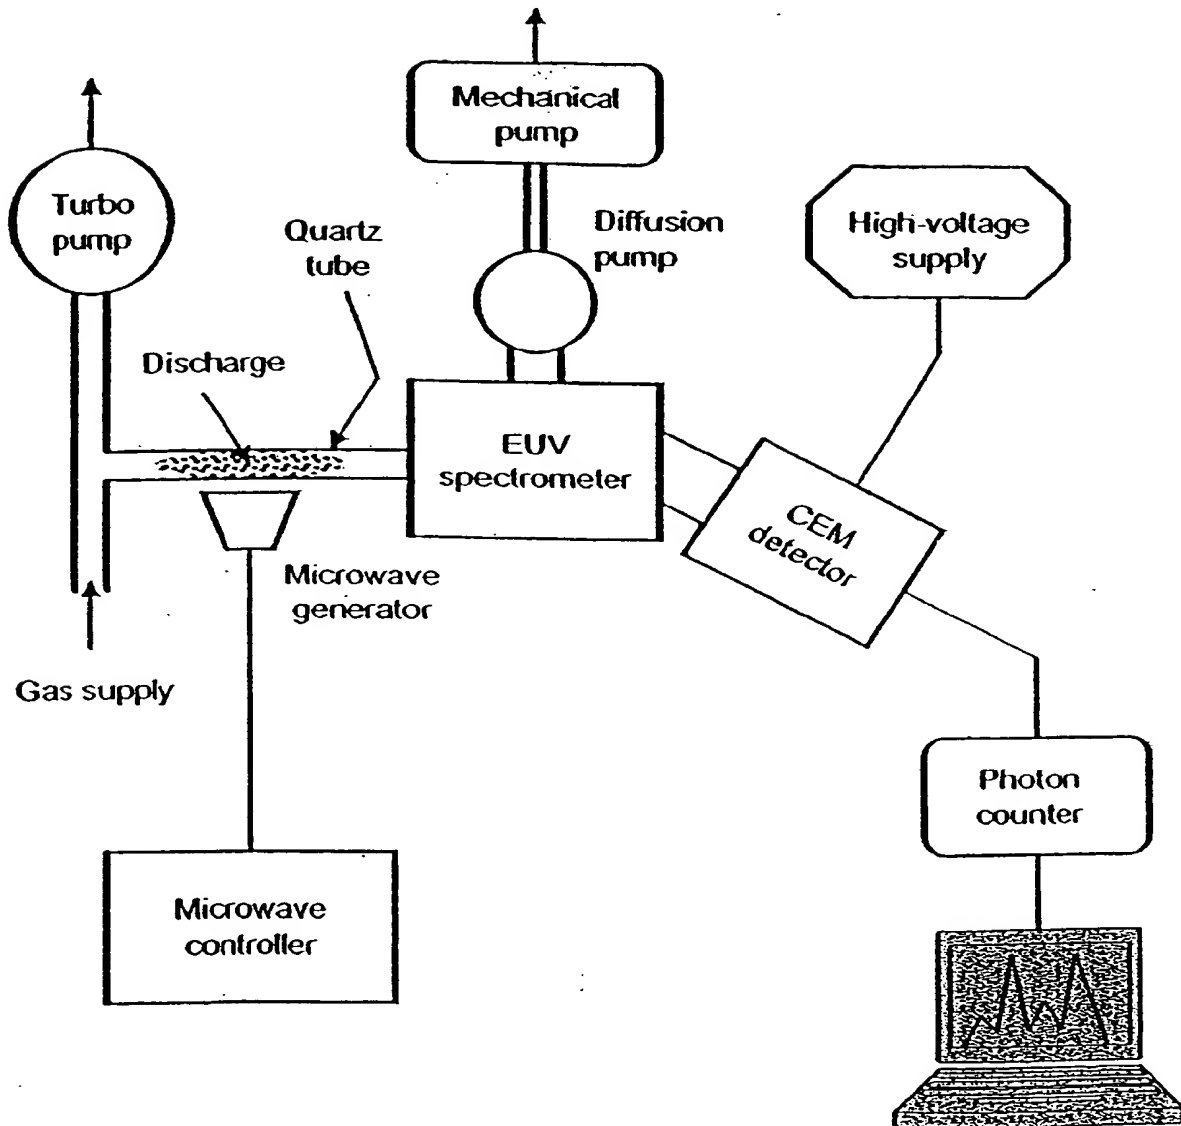 Mechanical
pump
Turbo
pump
Quartz
tube
Diffusion
pump
High-voltage
supply
Discharge
EUV
spectrometer
CEM
detector
Microwave
generator
Gas supply
Photon
counter
Microwave
controller